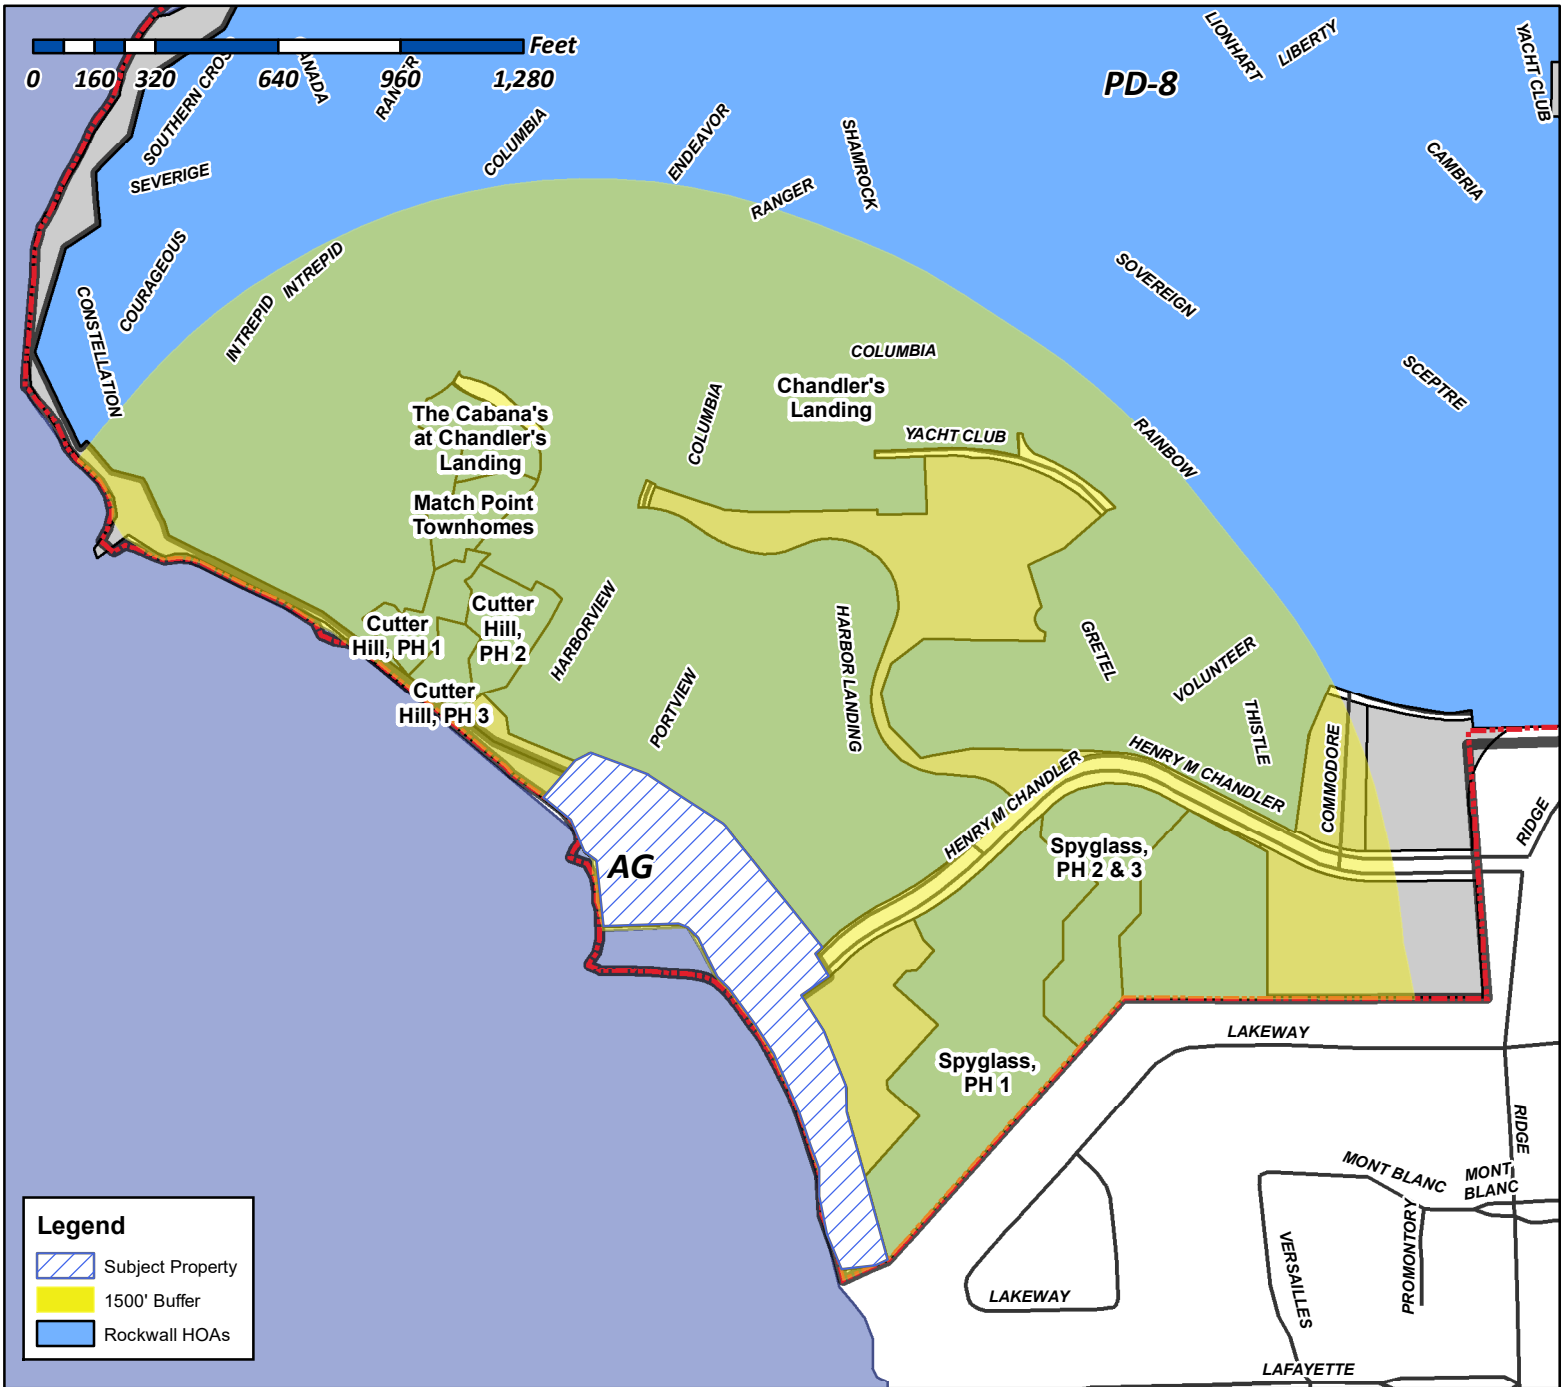 Feet
0 160 320 640 960 1,280
PD-8
LIONHART
LIBERTY
YACHT CLUB
SOUTHERN CROS
ANADA
RANGER
COLUMBIA
ENDEAVOR
SHAMROCK
CAMBRIA
SEVERIGE
RANGER
COURAGEOUS
INTREPID
INTREPID
CONSTELLATION
SOVEREIGN
COLUMBIA
Chandler's
Landing
SCEPTRE
COLUMBIA
The Cabana's
at Chandler's
Landing
YACHT CLUB
RAINBOW
Match Point
Townhomes
Cutter
Hill, PH 1
Cutter
Hill,
PH 2
HARBORVIEW
HARBOR LANDING
GRETEL
VOLUNTEER
Cutter
Hill, PH 3
PORTVIEW
THISTLE
COMMODORE
HENRY M CHANDLER
HENRY M CHANDLER
RIDGE
AG
Spyglass,
PH 2 & 3
LAKEWAY
Spyglass,
PH 1
RIDGE
MONT BLANC
MONT
BLANC
PROMONTORY
VERSAILLES
LAKEWAY
LAFAYETTE
Legend
Subject Property
1500' Buffer
Rockwall HOAs